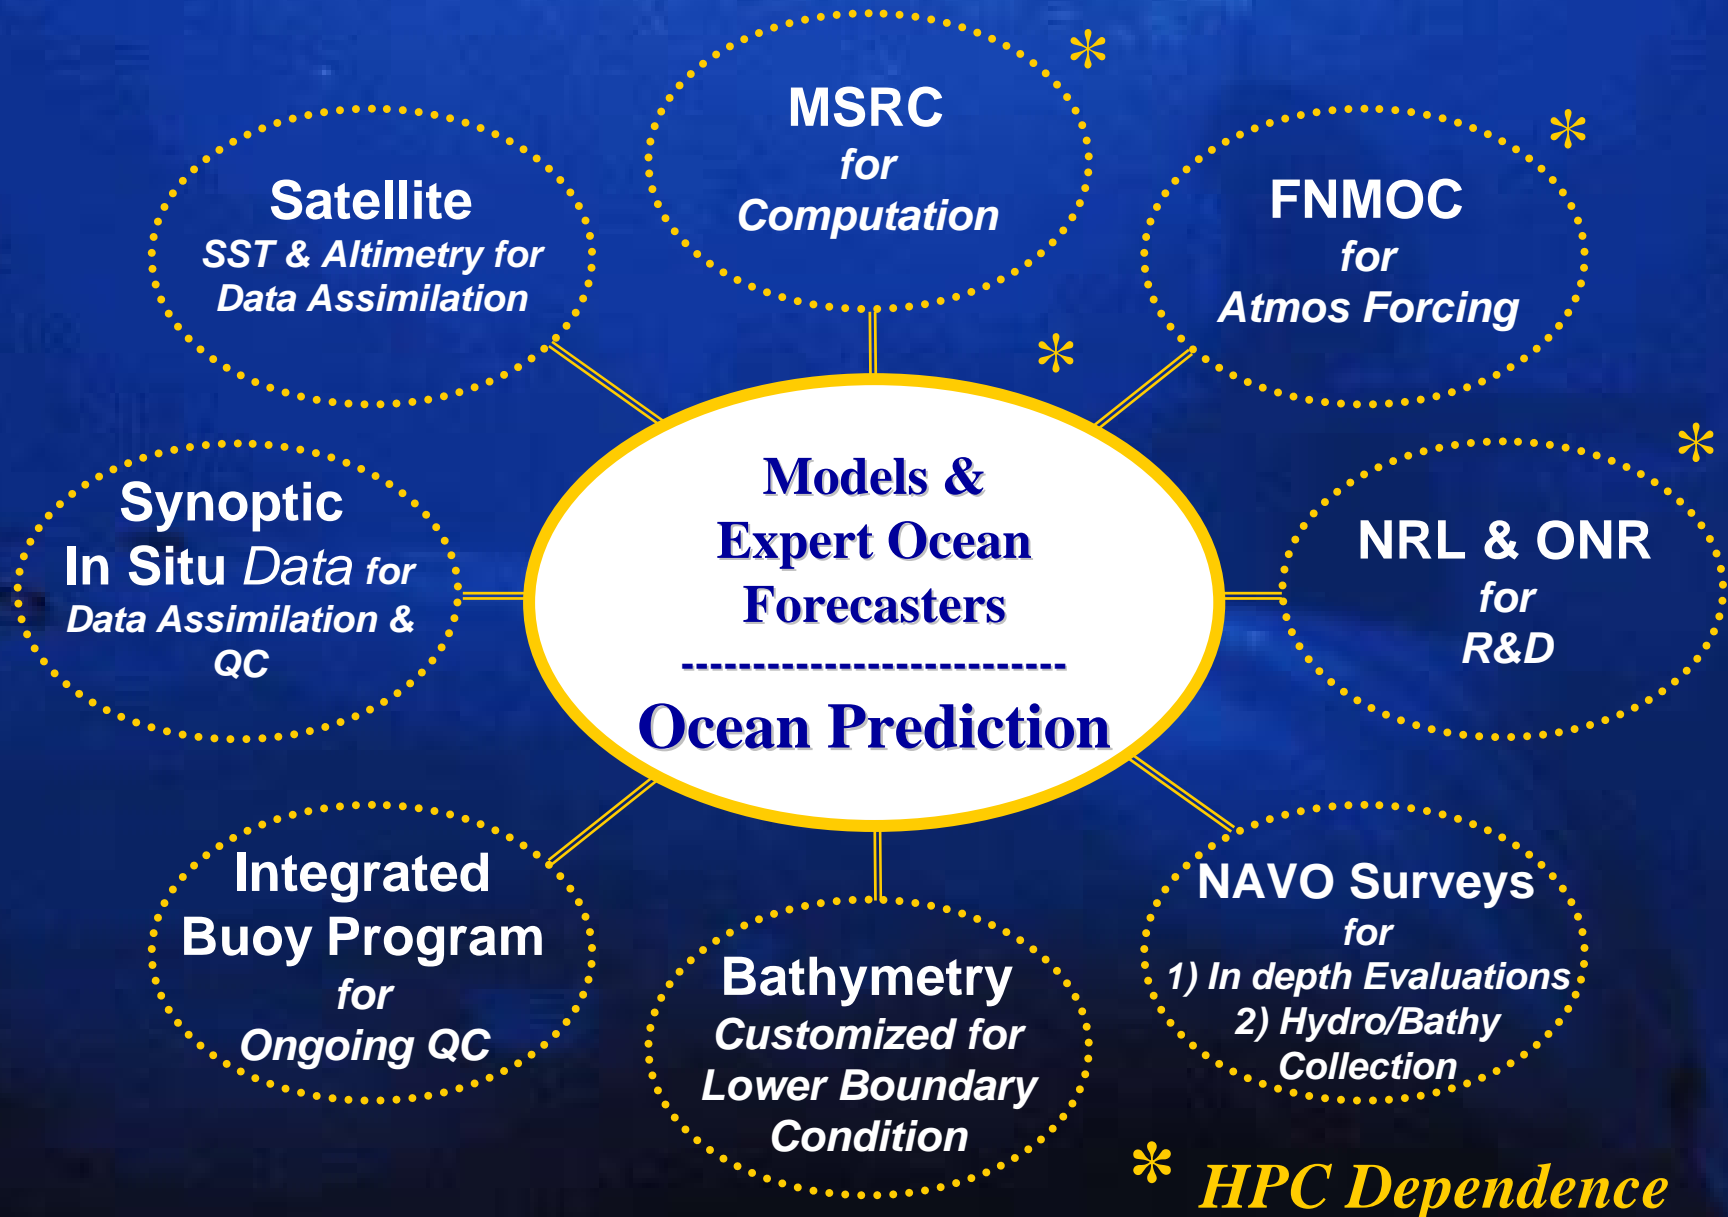 *
MSRC
for
Computation
Satellite
SST & Altimetry for
Data Assimilation
*
FNMOC
for
Atmos Forcing
*
Models &
Expert Ocean
Forecasters
---------------------------
Ocean Prediction
Synoptic
In Situ Data for
Data Assimilation &
QC
*
NRL & ONR
for
R&D
Integrated
Buoy Program
for
Ongoing QC
Bathymetry
Customized for
Lower Boundary
Condition
NAVO Surveys
for
1) In depth Evaluations
2) Hydro/Bathy
Collection
* HPC Dependence